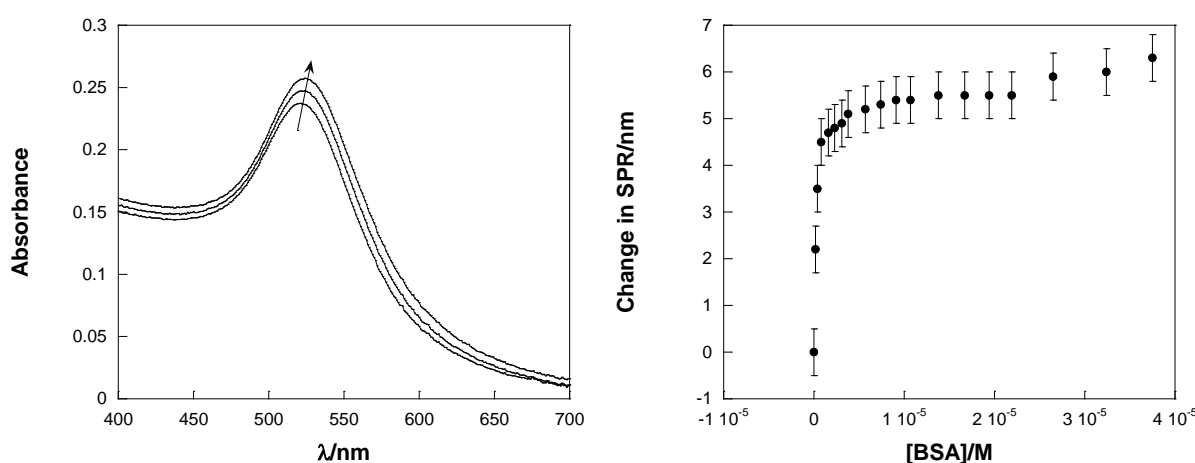 0.3
0.25
0.2
0.15
0.1
0.05
0
Absorbance
400 450 500 550 600 650 700
λ/nm
7
6
5
4
3
2
1
0
-1
Change in SPR/nm
-1 10⁻⁵ 0 1 10⁻⁵ 2 10⁻⁵ 3 10⁻⁵ 4 10⁻⁵
[BSA]/M